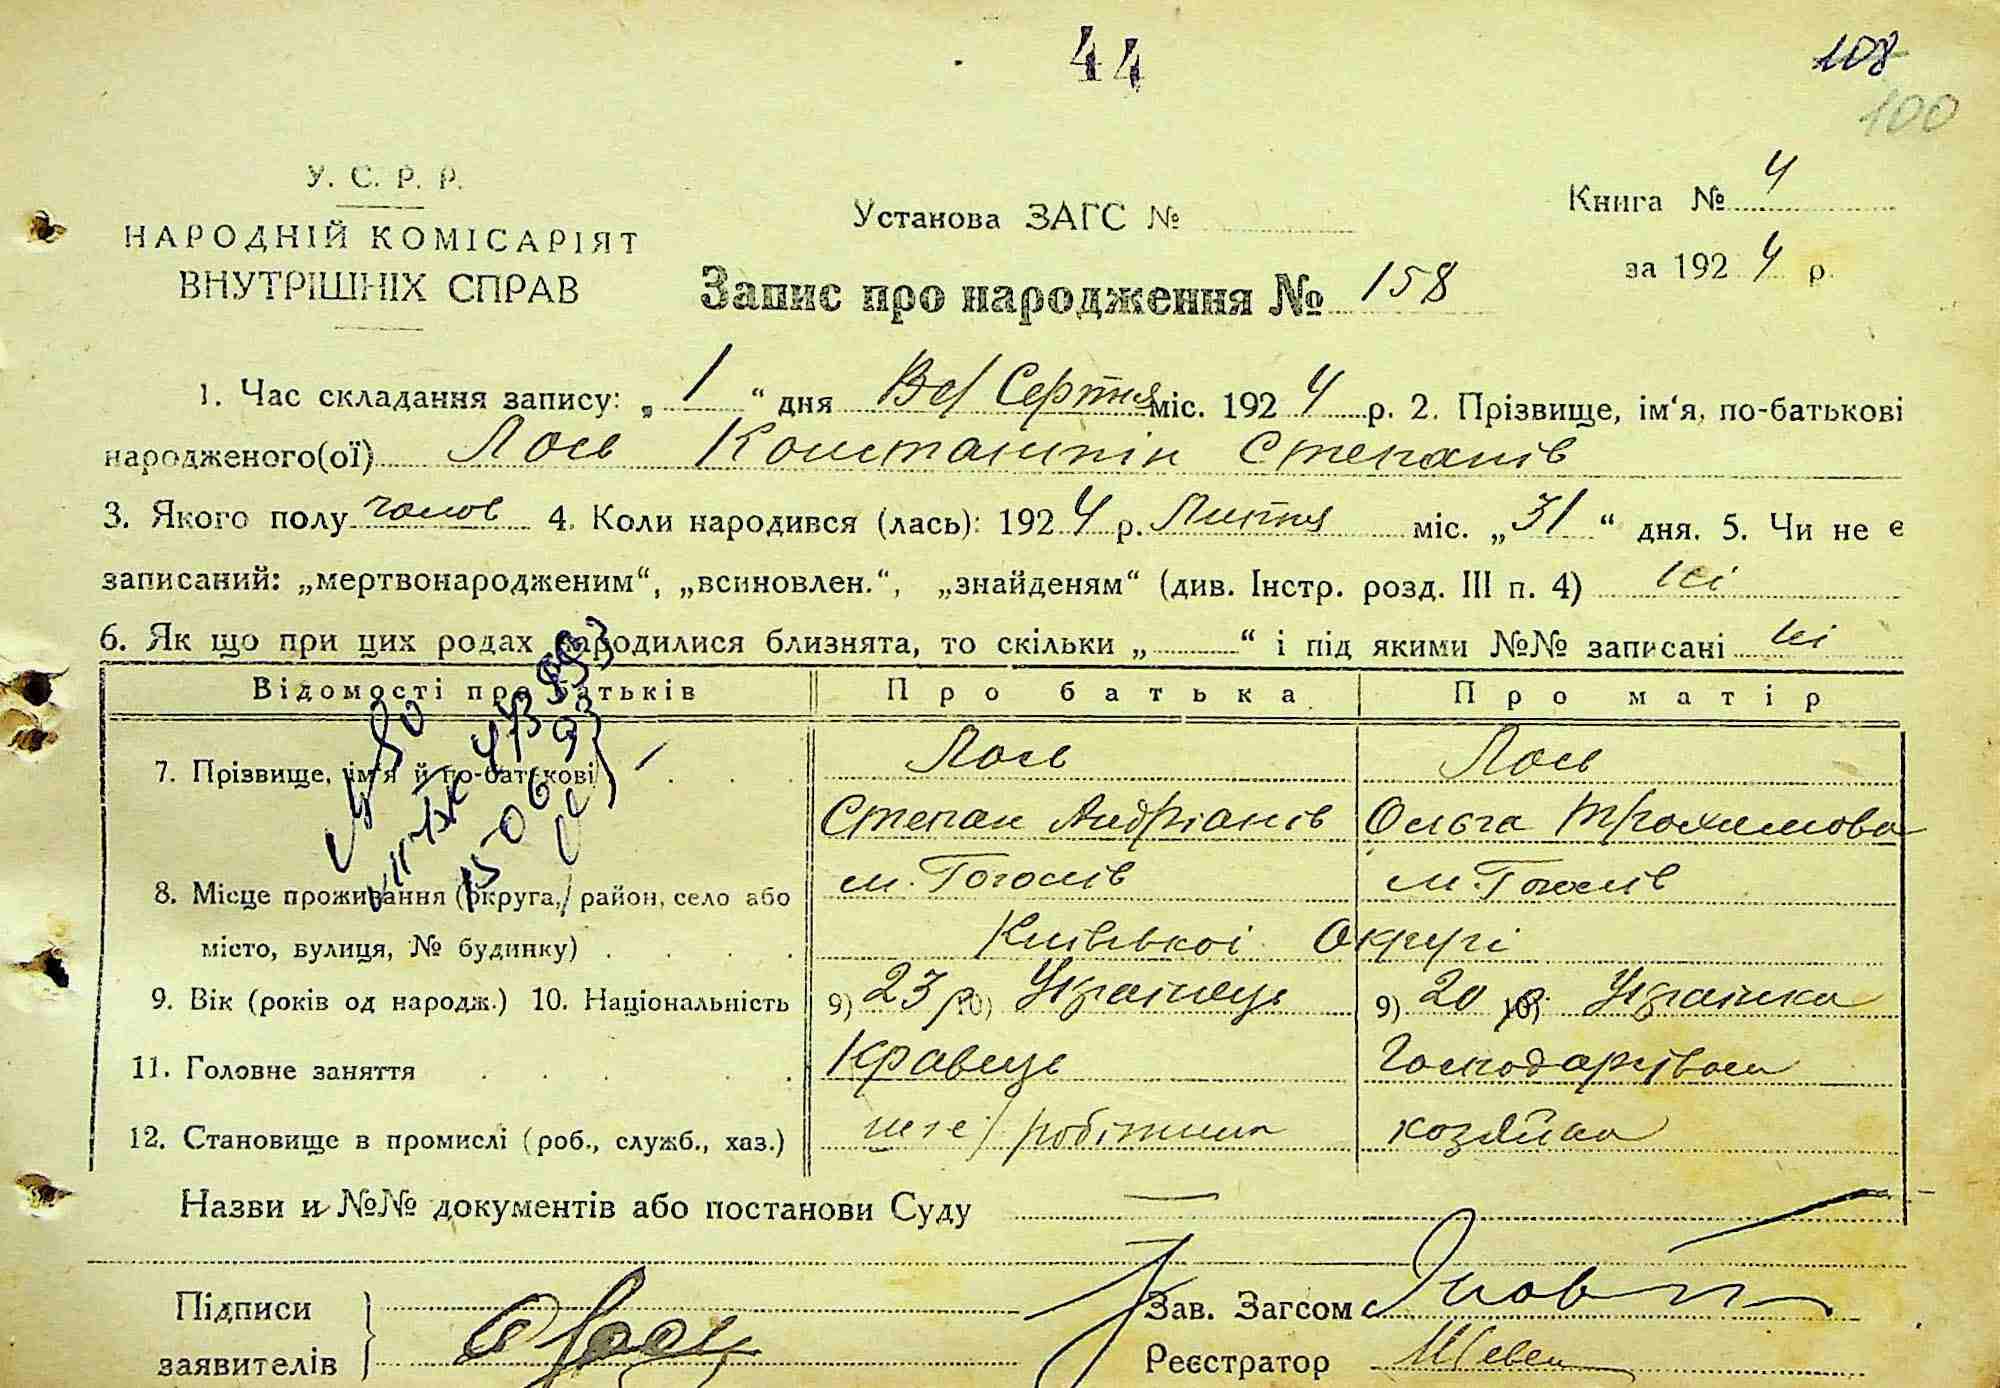 44
108
100
У. С. Р. Р.
НАРОДНІЙ КОМІСАРІЯТ
ВНУТРІШНІХ СПРАВ
Установа ЗАГС №
Книга № 4
за 1924 р.
Запис про народження № 158
1. Час складання запису: „ 1 “ дня Серпня міс. 1924 р. 2. Прізвище, ім‘я, по-батькові
народженого(ої) Лось Константін Степанів
3. Якого полу чолов 4. Коли народився (лась): 1924 р. Липня міс. „31“ дня. 5. Чи не є
записаний: „мертвонародженим“, „всиновлен.“, „знайденям“ (див. Інстр. розд. III п. 4) ні
6. Як що при цих родах народилися близнята, то скільки „ “ і під якими №№ записані ні
Відомості про батьків Про батька Про матір
7. Прізвище, ім‘я й по-батькові Лось Лось
Степан Андріанів Ольга Трохимова
8. Місце проживання (округа, район, село або м. Гоголів м. Гоголів
місто, вулиця, № будинку) Київської Округі
9. Вік (років од народж.) 10. Національність 9) 23 р 10) Українець 9) 20 р 10) Українка
11. Головне заняття Кравець
12. Становище в промислі (роб., служб., хаз.) робітник хозяйка
Назви и №№ документів або постанови Суду —
Підписи
заявителів
Зав. Загсом
Реєстратор